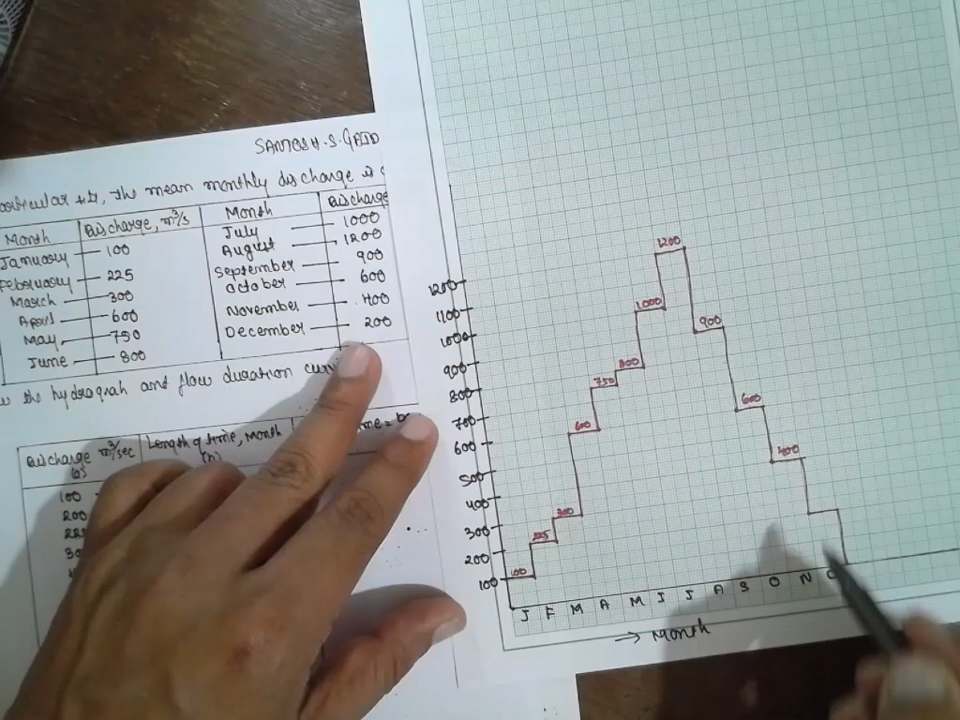 SANTOSH.S.
the mean monthly discharge is
Month Discharge, m³/s Month Discharge
January 100 July 1000
February 225 August 1200
March 300 September 900
April 600 October 600
May 750 November 400
June 800 December 200
the hydrograh and flow duration
Discharge m³/sec Length of time, Month
(n)
100
200
1200
1100
1000
900
800
700
600
500
400
300
200
100
100 225 300 600 750 800 1000 1200 900 600 400
J F M A M J J A S O N
→ Month